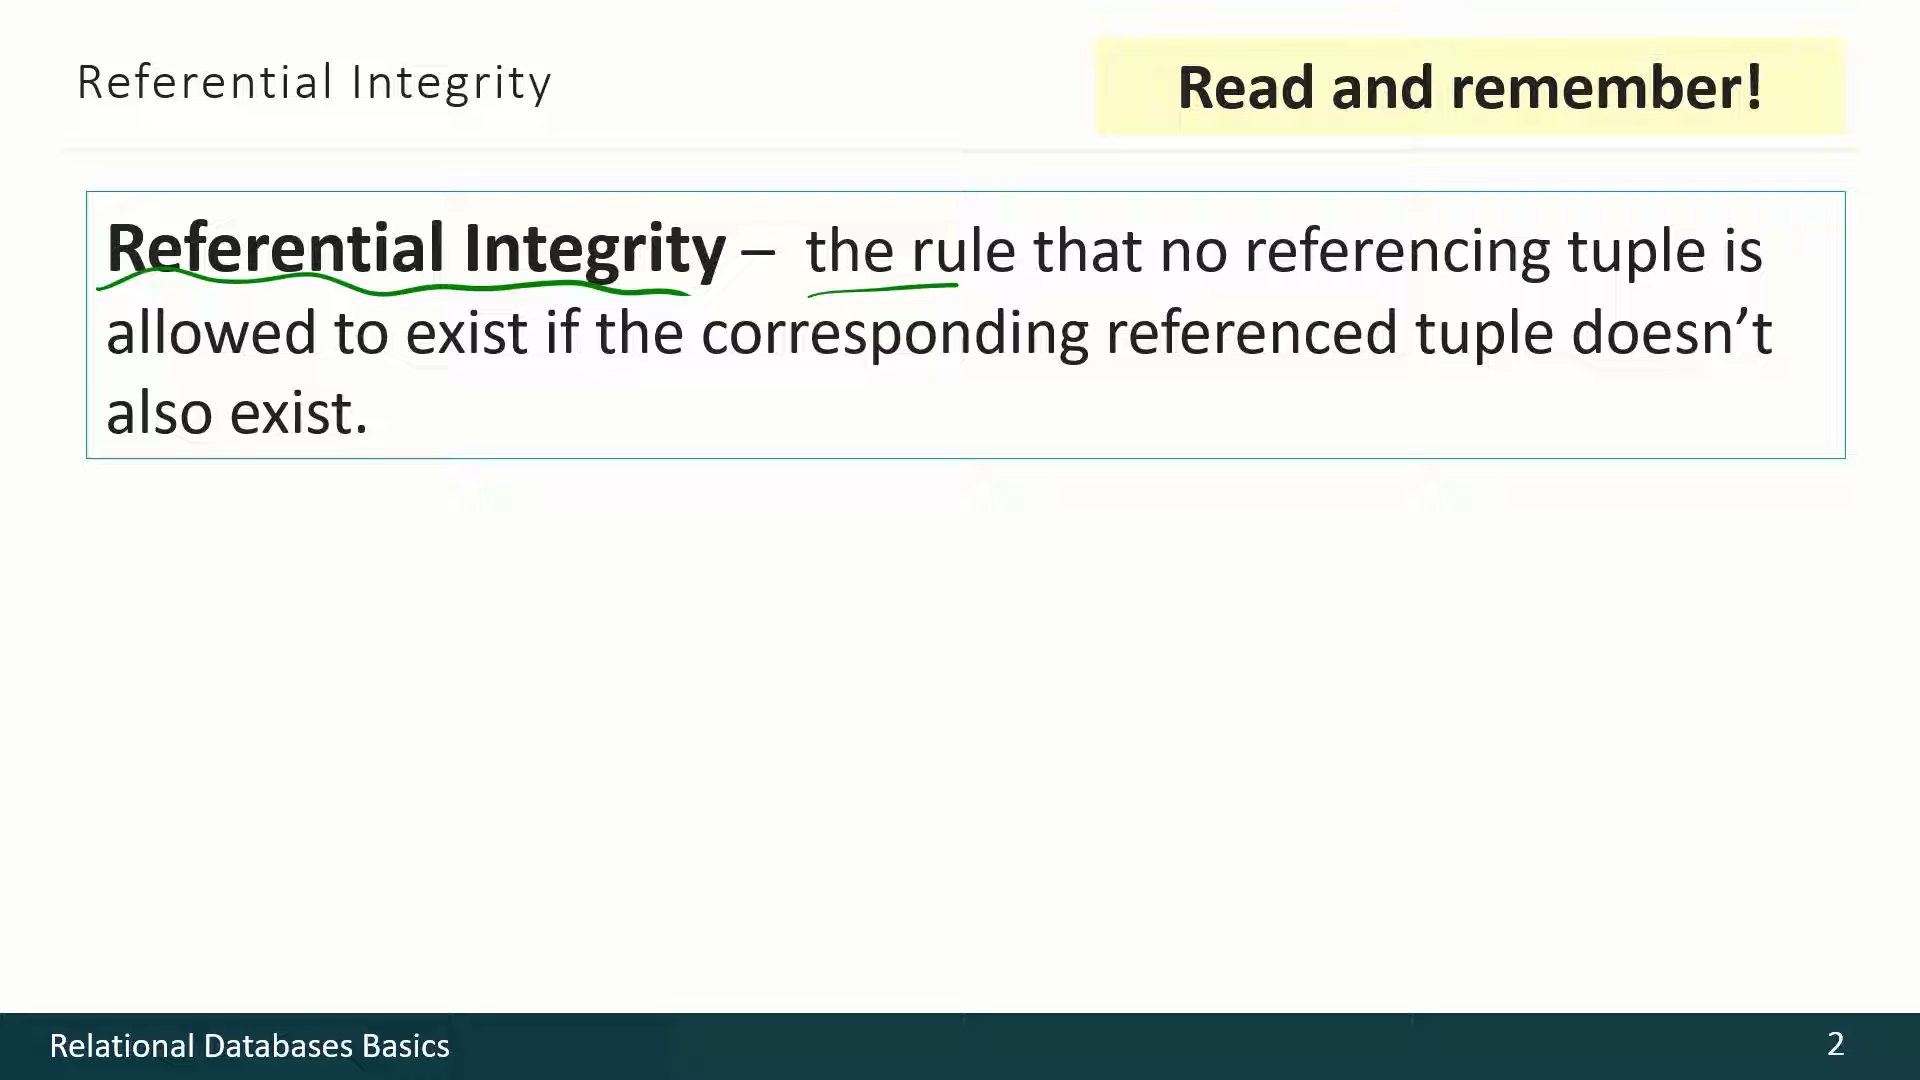 Referential Integrity
Read and remember!
Referential Integrity – the rule that no referencing tuple is
allowed to exist if the corresponding referenced tuple doesn’t
also exist.
Relational Databases Basics
2